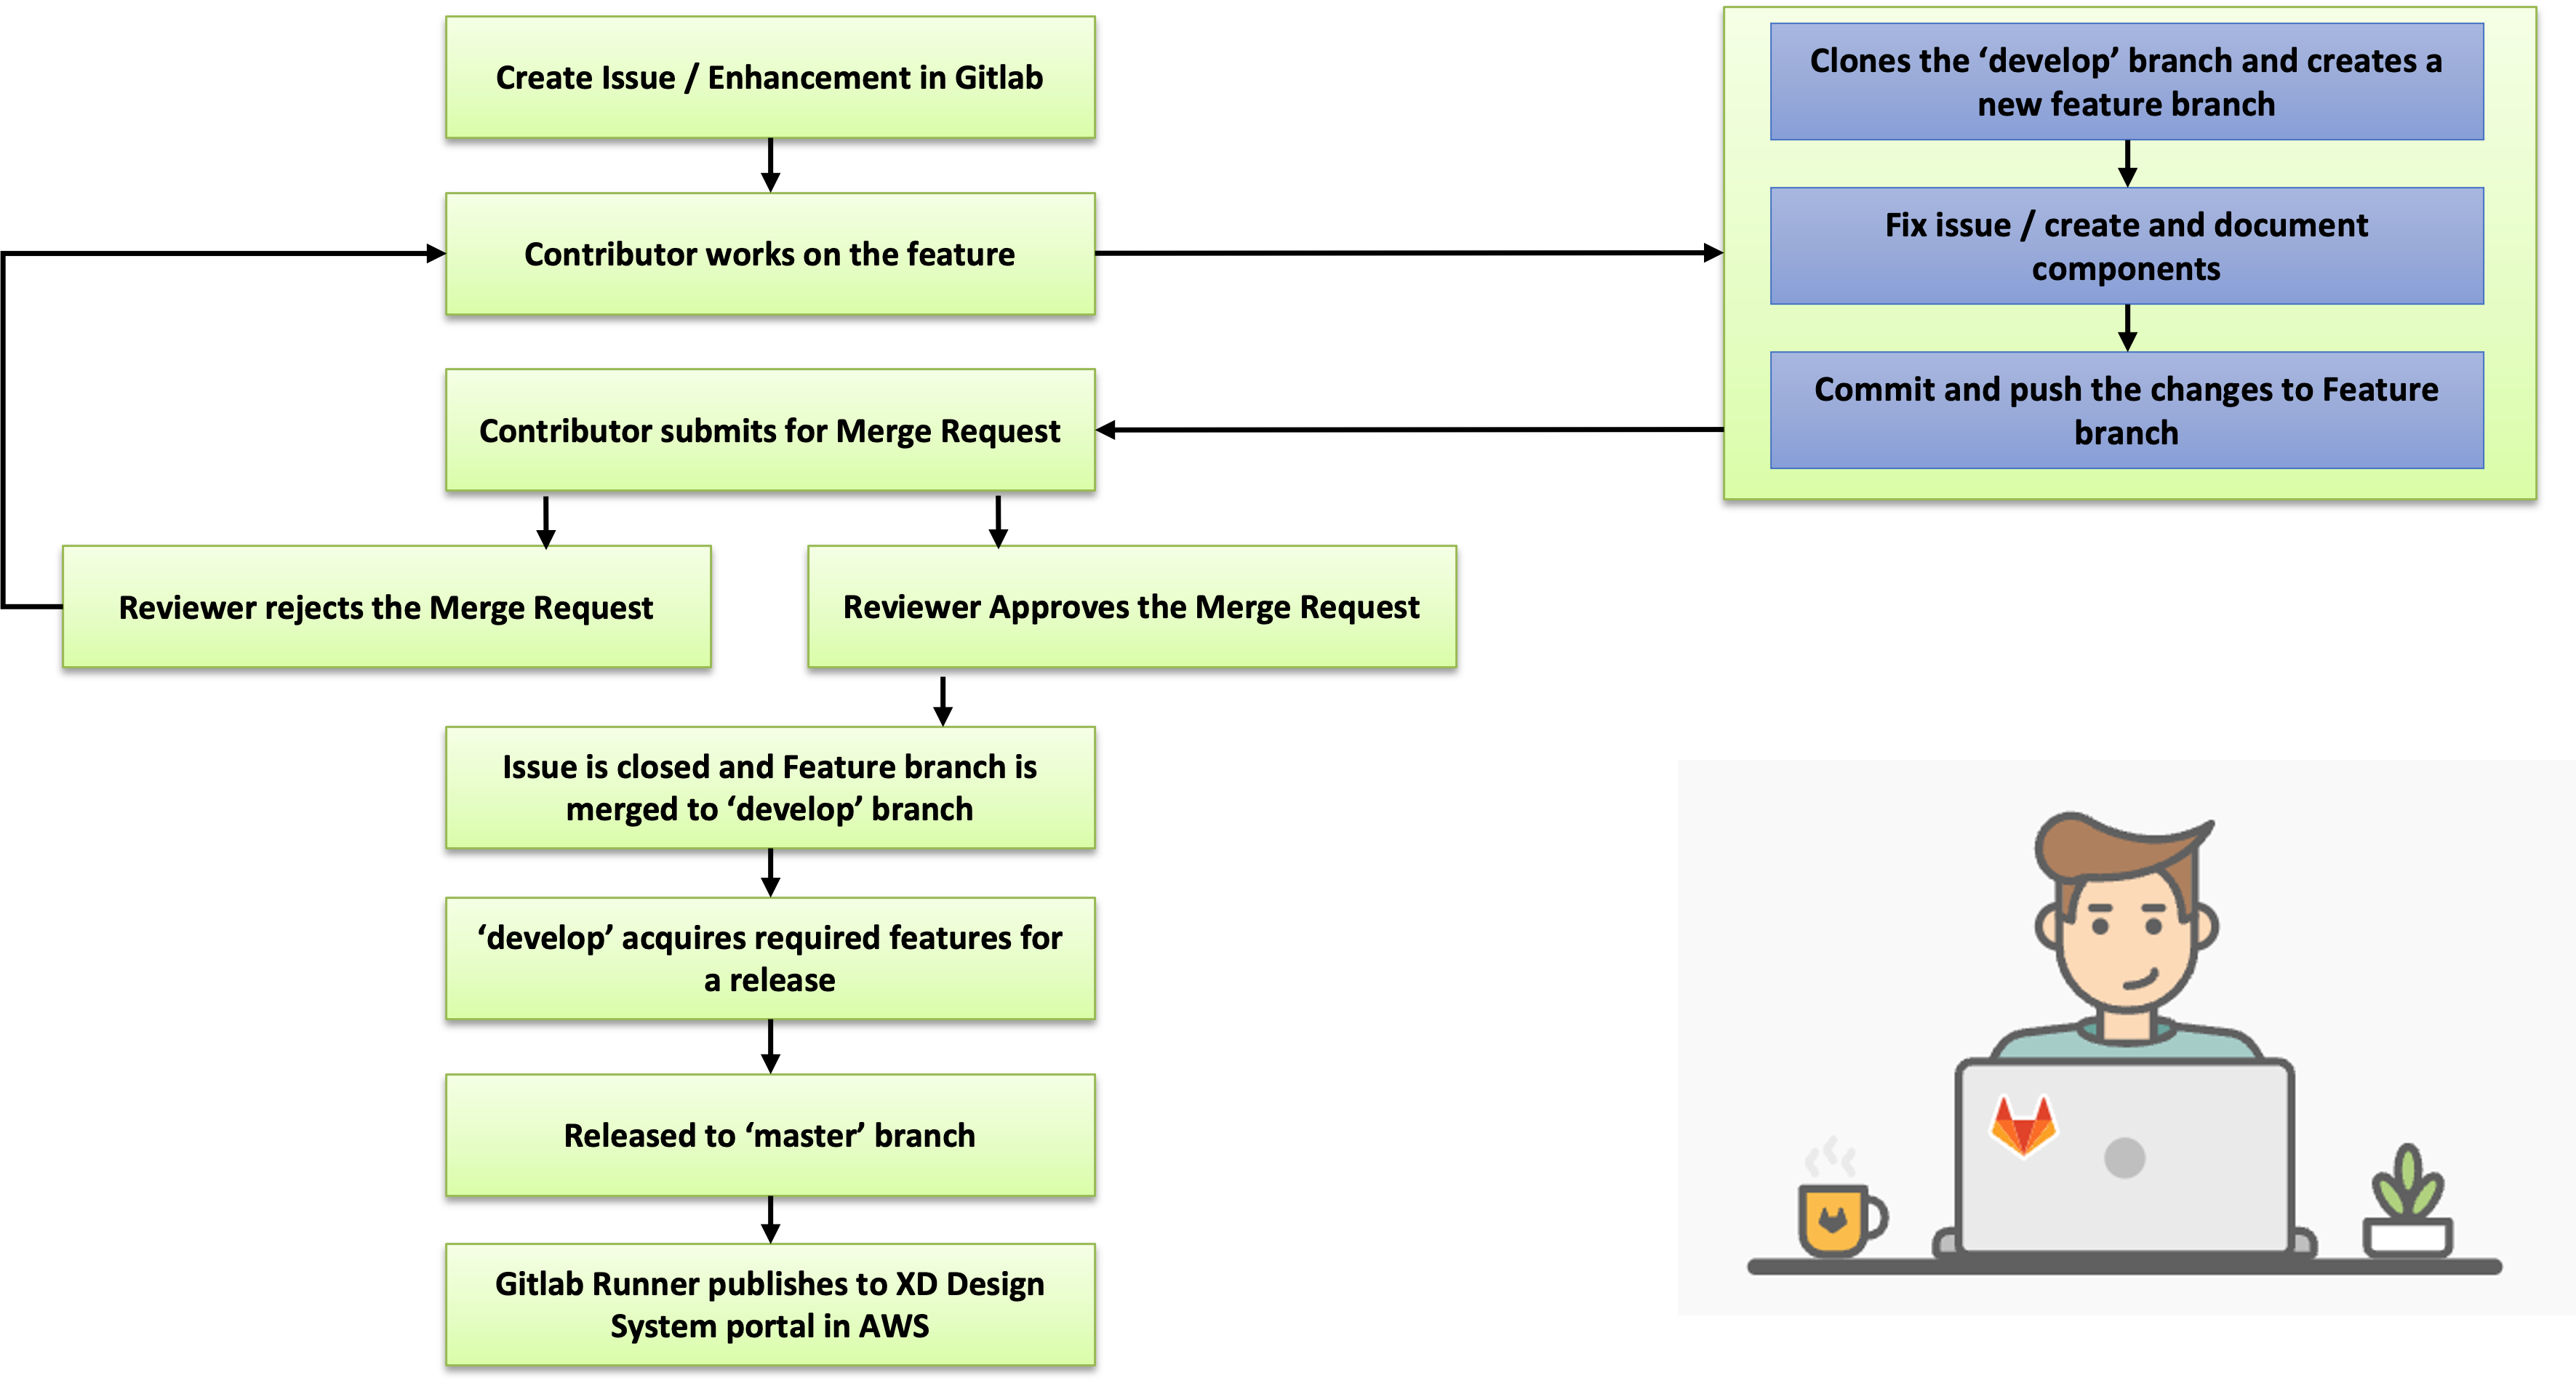 Create Issue / Enhancement in Gitlab
Contributor works on the feature
Clones the ‘develop’ branch and creates a
new feature branch
Fix issue / create and document
components
Commit and push the changes to Feature
branch
Contributor submits for Merge Request
Reviewer rejects the Merge Request
Reviewer Approves the Merge Request
Issue is closed and Feature branch is
merged to ‘develop’ branch
‘develop’ acquires required features for
a release
Released to ‘master’ branch
Gitlab Runner publishes to XD Design
System portal in AWS